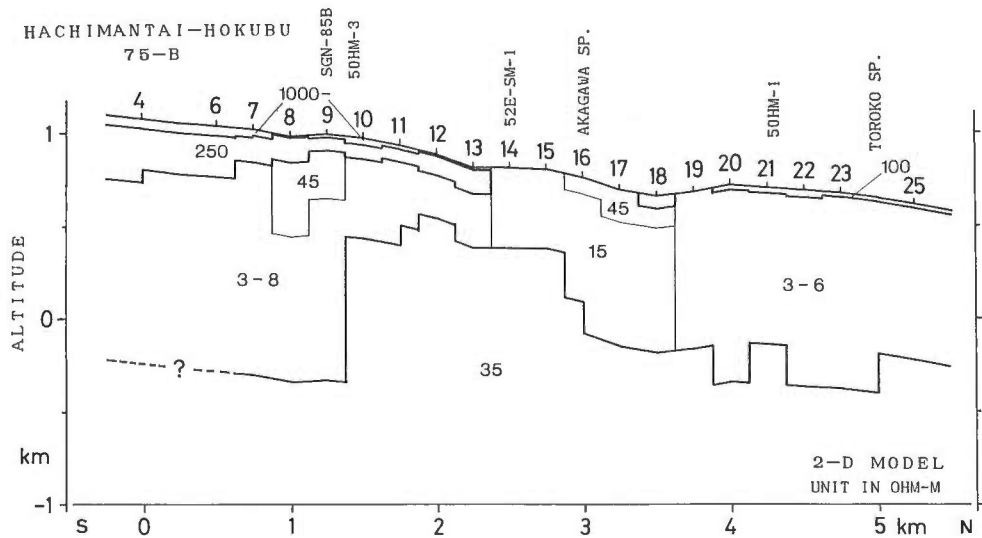 HACHIMANTAI-HOKUBU
75-B
SGN-85B
50HM-3
52E-SM-1
AKAGAWA SP.
50HM-1
TOROKO SP.
1000-
4 6 7 8 9 10 11 12 13 14 15 16 17 18 19 20 21 22 23 25
100
250
45
45
15
3-8
3-6
35
?
ALTITUDE
1
0
km
-1
2-D MODEL
UNIT IN OHM-M
S 0 1 2 3 4 5 km N